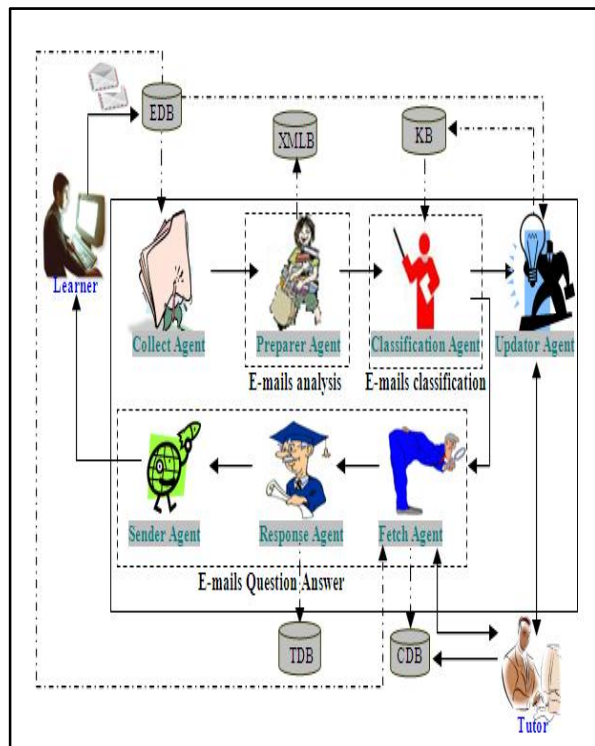 EDB
XMLB
KB
Learner
Collect Agent
Preparer Agent
Classification Agent
Updator Agent
E-mails analysis
E-mails classification
Sender Agent
Response Agent
Fetch Agent
E-mails Question Answer
TDB
CDB
Tutor